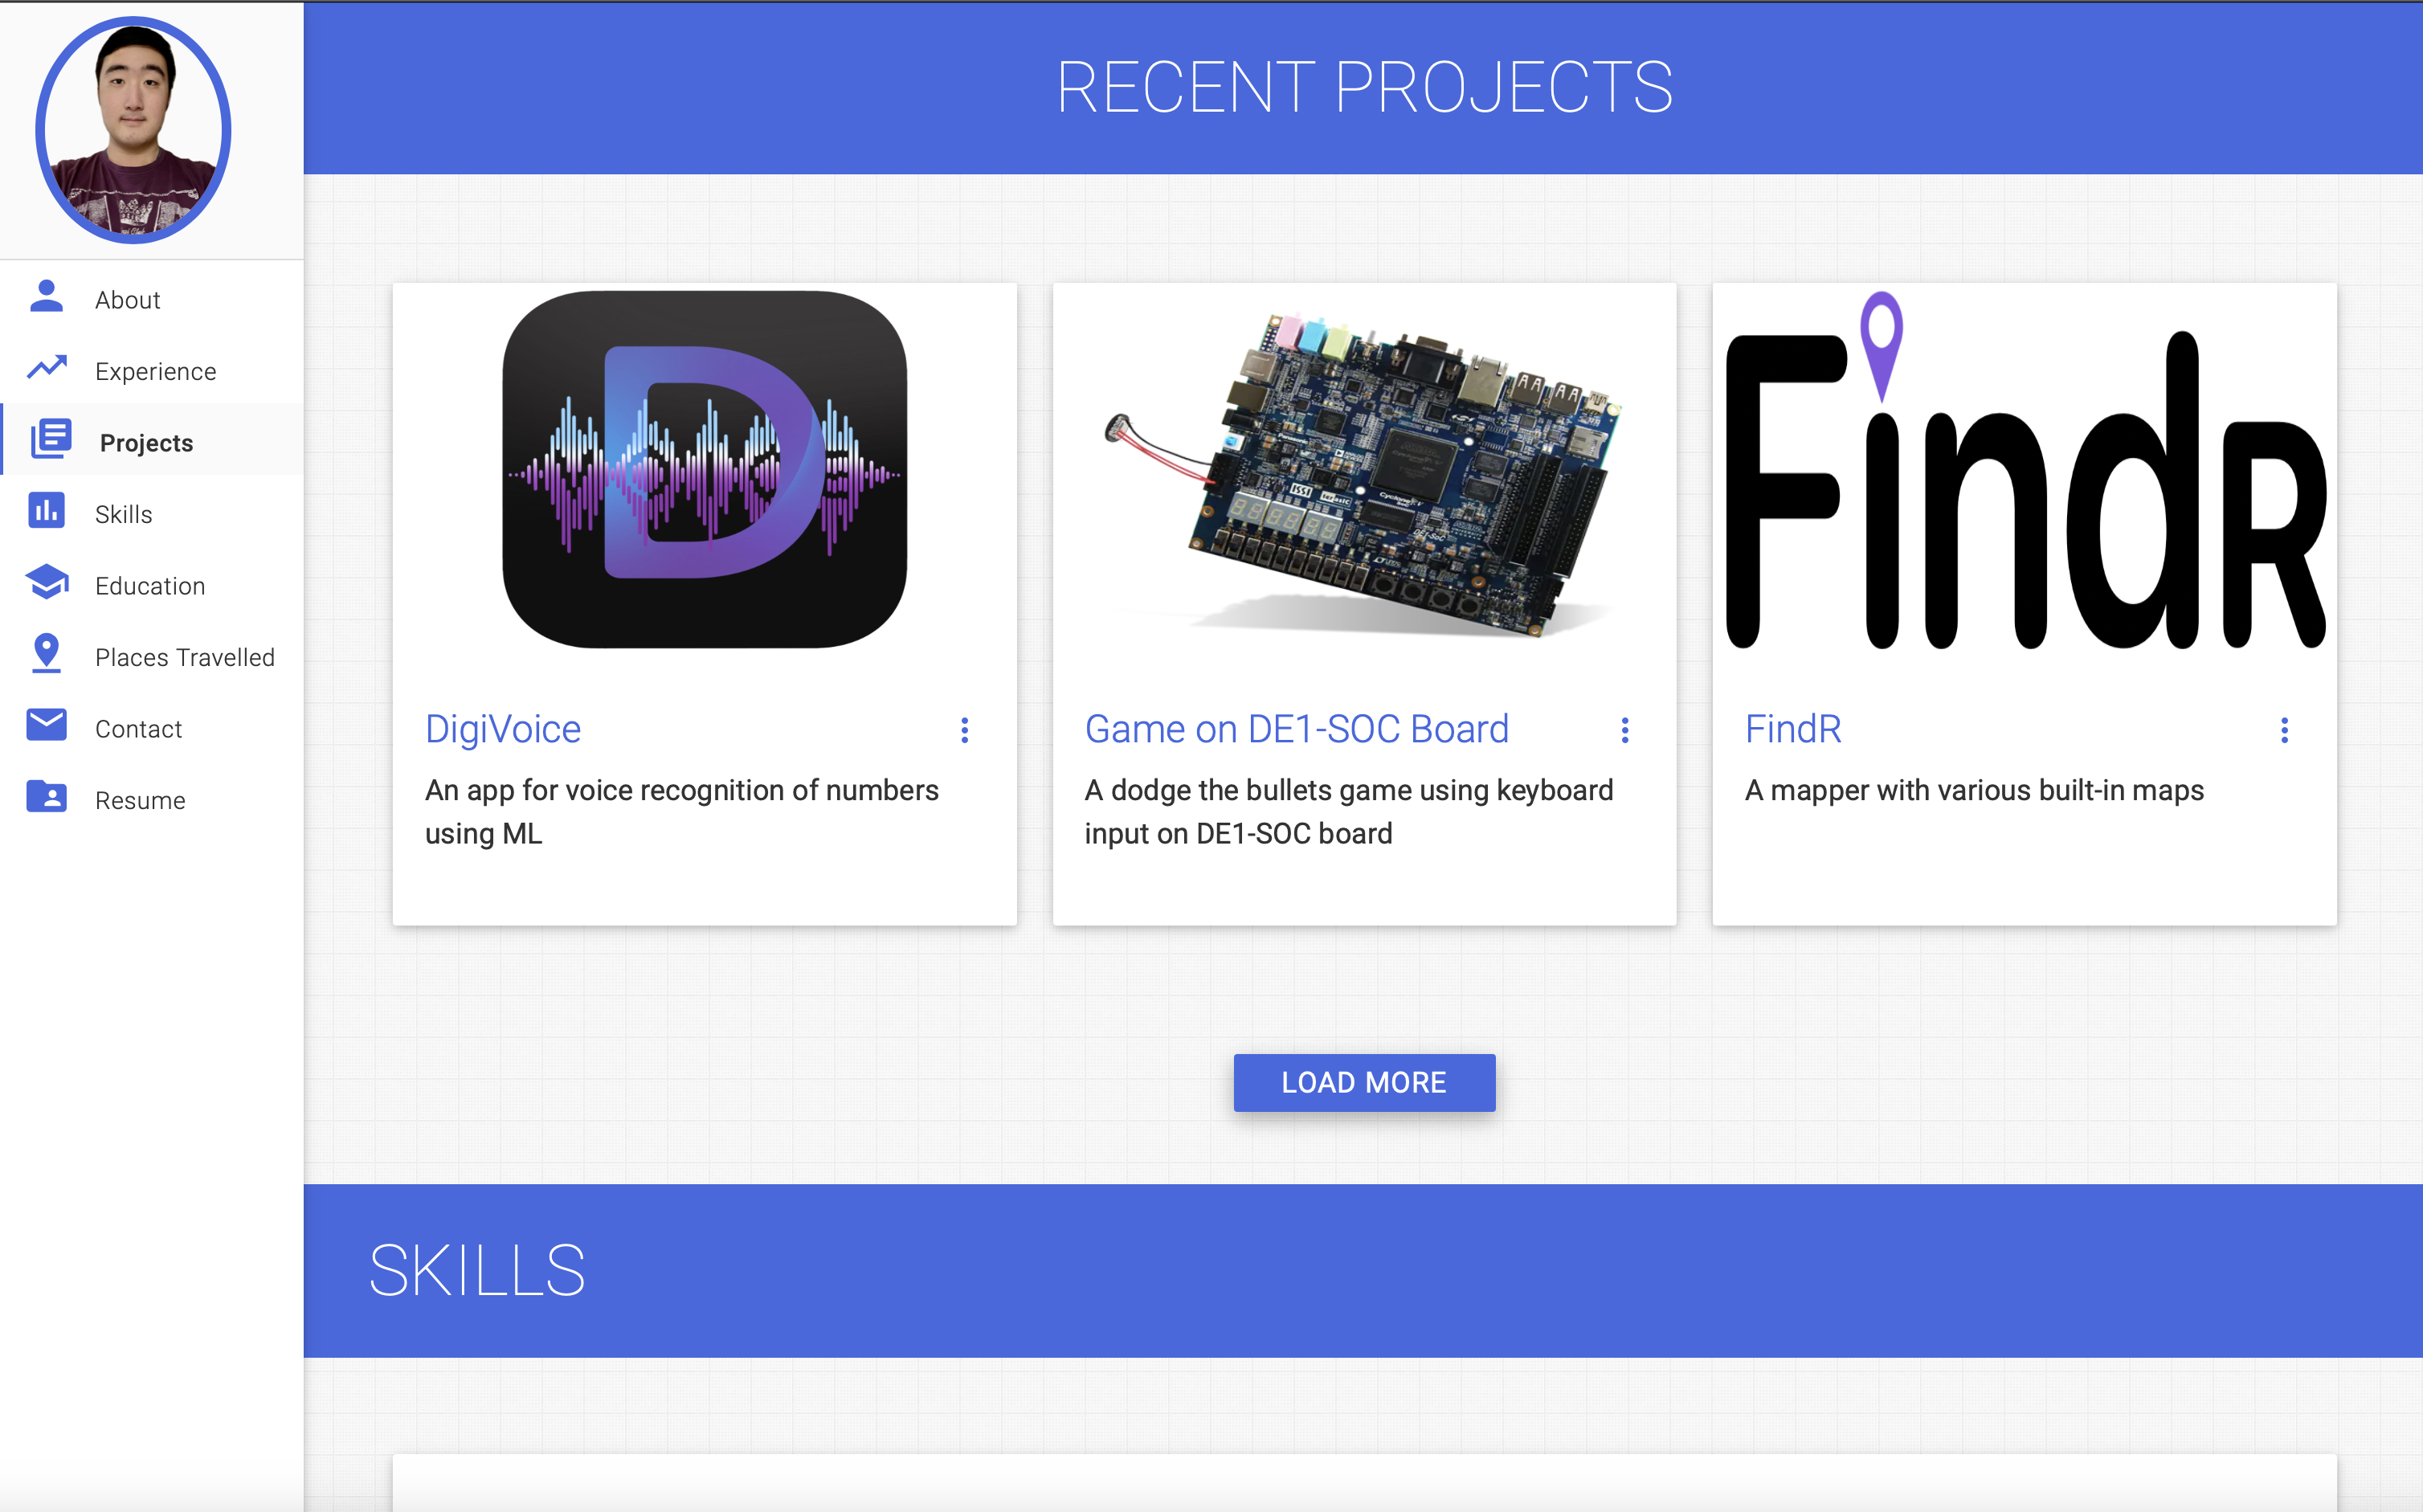 RECENT PROJECTS
About
Experience
Projects
Skills
Education
Places Travelled
Contact
Resume
D
FindR
DigiVoice
An app for voice recognition of numbers
using ML
Game on DE1-SOC Board
A dodge the bullets game using keyboard
input on DE1-SOC board
FindR
A mapper with various built-in maps
LOAD MORE
SKILLS